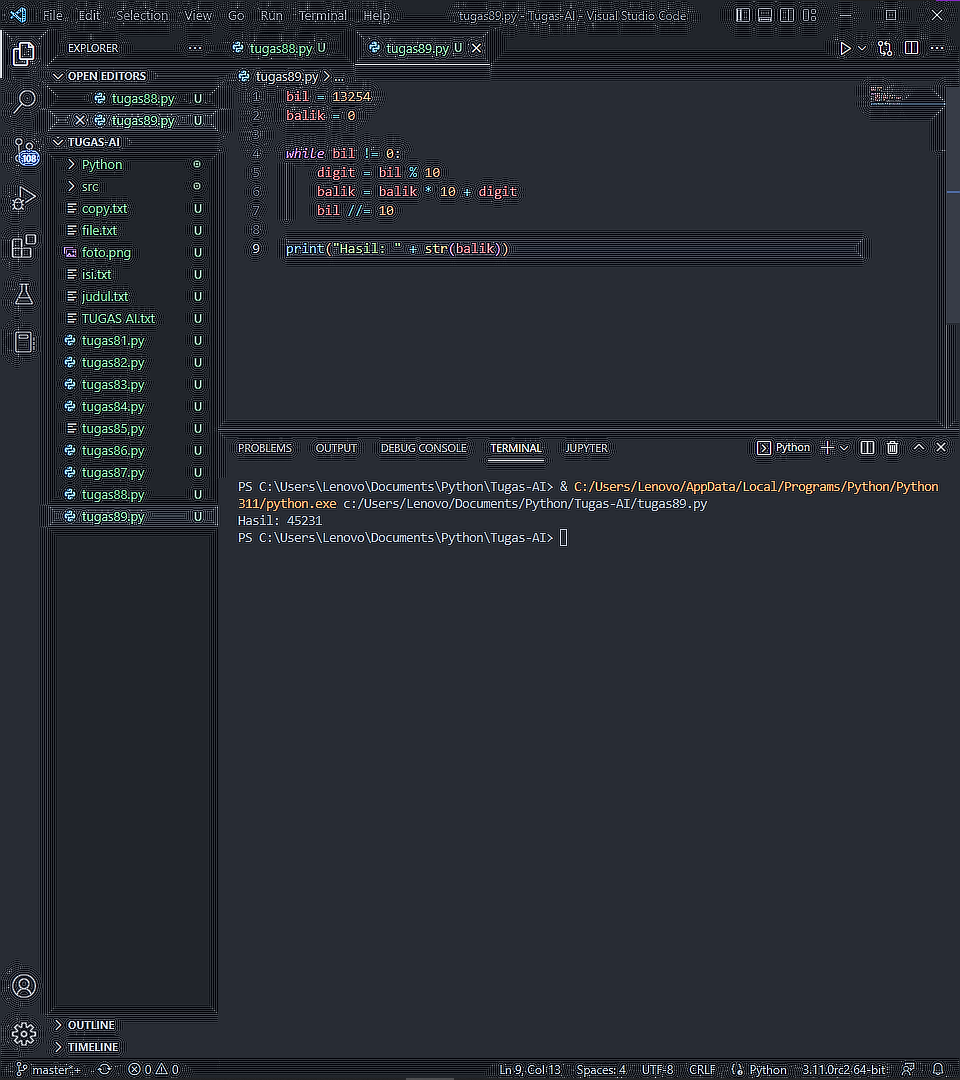 File Edit Selection View Go Run Terminal Help tugas89.py - Tugas-AI - Visual Studio Code
EXPLORER
tugas88.py U tugas89.py U
OPEN EDITORS
tugas88.py U
tugas89.py U
TUGAS-AI
Python
src
copy.txt U
file.txt U
foto.png U
isi.txt U
judul.txt U
TUGAS AI.txt U
tugas81.py U
tugas82.py U
tugas83.py U
tugas84.py U
tugas85,py U
tugas86.py U
tugas87.py U
tugas88.py U
tugas89.py U
OUTLINE
TIMELINE
108
tugas89.py > ...
1 bil = 13254
2 balik = 0
3
4 while bil != 0:
5 digit = bil % 10
6 balik = balik * 10 + digit
7 bil //= 10
8
9 print("Hasil: " + str(balik))
PROBLEMS OUTPUT DEBUG CONSOLE TERMINAL JUPYTER Python
PS C:\Users\Lenovo\Documents\Python\Tugas-AI> & C:/Users/Lenovo/AppData/Local/Programs/Python/Python
311/python.exe c:/Users/Lenovo/Documents/Python/Tugas-AI/tugas89.py
Hasil: 45231
PS C:\Users\Lenovo\Documents\Python\Tugas-AI>
master*+ 0 0 Ln 9, Col 13 Spaces: 4 UTF-8 CRLF Python 3.11.0rc2 64-bit